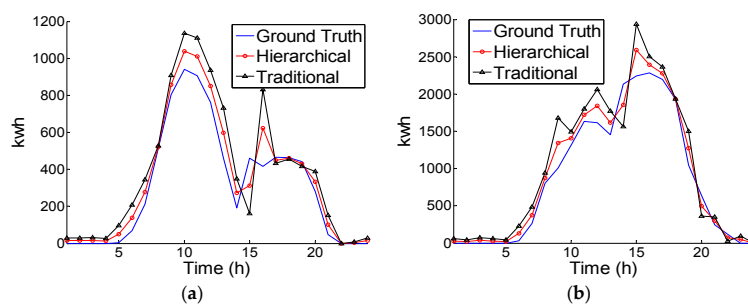 1200
1000
800
600
400
200
0
kwh
Ground Truth
Hierarchical
Traditional
5 10 15 20
Time (h)
(a)
3000
2500
2000
1500
1000
500
0
kwh
Ground Truth
Hierarchical
Traditional
5 10 15 20
Time (h)
(b)